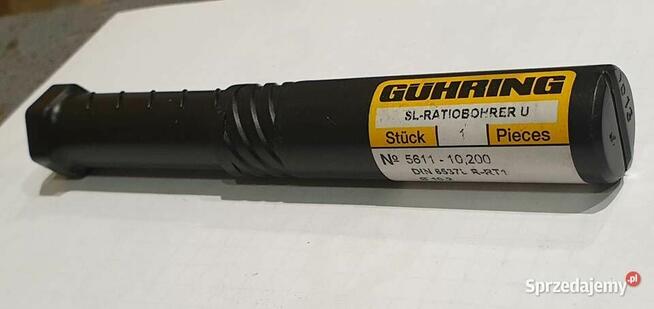 GÜHRING
SL-RATIOBOHRER U
Stück 1 Pieces
№ 5611 - 10,200
DIN 6537L R-RT1
Sprzedajemy.pl